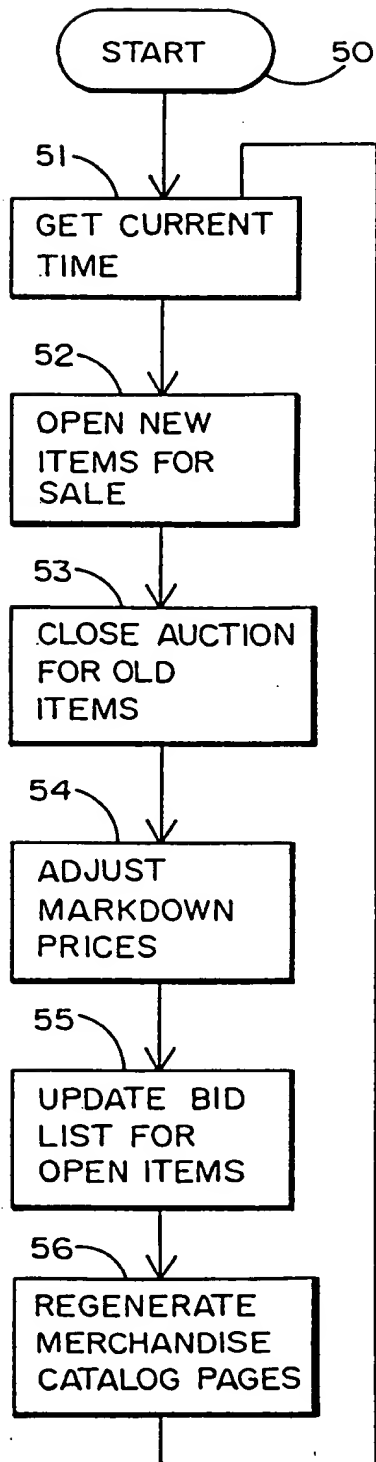 START
50
51
GET CURRENT
TIME
52
OPEN NEW
ITEMS FOR
SALE
53
CLOSE AUCTION
FOR OLD
ITEMS
54
ADJUST
MARKDOWN
PRICES
55
UPDATE BID
LIST FOR
OPEN ITEMS
56
REGENERATE
MERCHANDISE
CATALOG PAGES